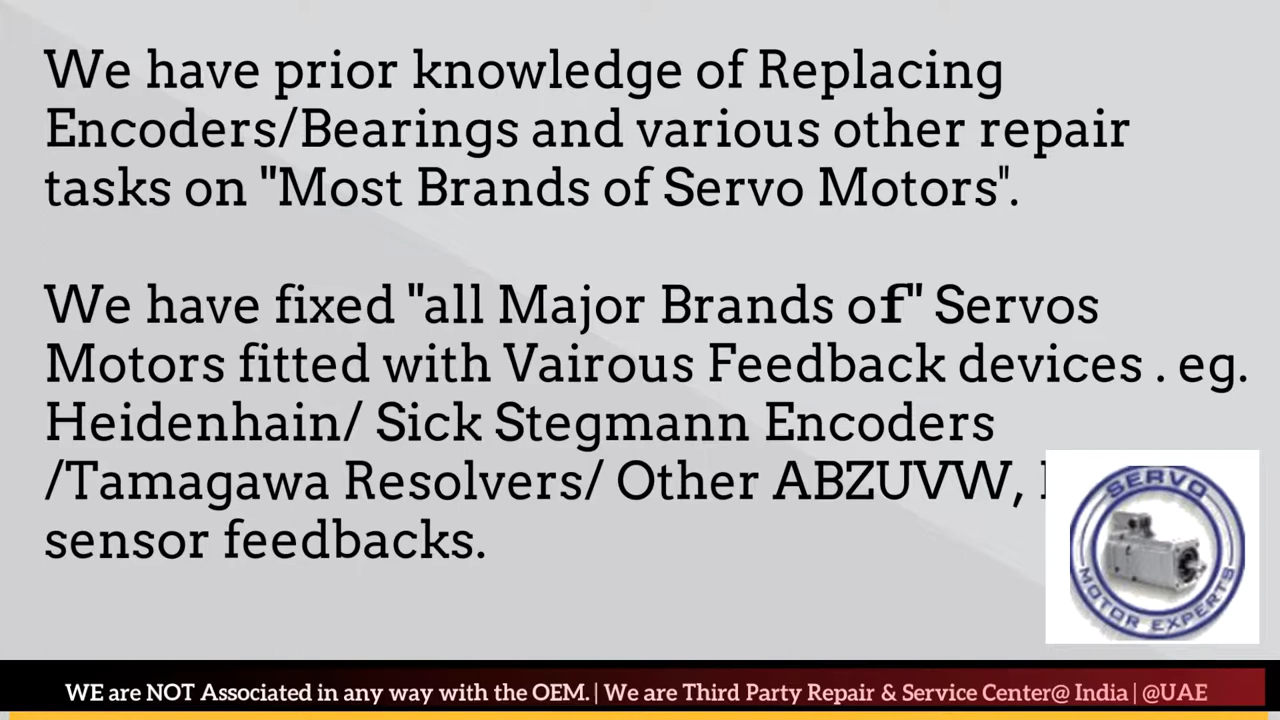 We have prior knowledge of Replacing
Encoders/Bearings and various other repair
tasks on "Most Brands of Servo Motors".
We have fixed "all Major Brands of" Servos
Motors fitted with Vairous Feedback devices . eg.
Heidenhain/ Sick Stegmann Encoders
/Tamagawa Resolvers/ Other ABZUVW,
sensor feedbacks.
SERVO
MOTOR EXPERTS
WE are NOT Associated in any way with the OEM. | We are Third Party Repair & Service Center@ India | @UAE